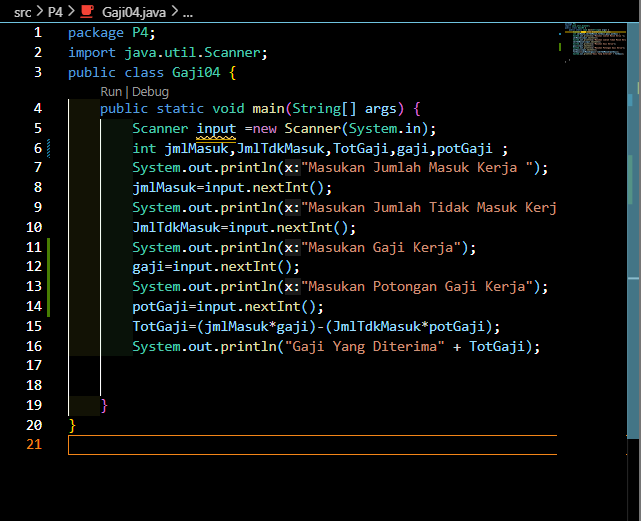 src > P4 > Gaji04.java > ...
1 package P4;
2 import java.util.Scanner;
3 public class Gaji04 {
Run | Debug
4 public static void main(String[] args) {
5 Scanner input =new Scanner(System.in);
6 int jmlMasuk,JmlTdkMasuk,TotGaji,gaji,potGaji ;
7 System.out.println(x:"Masukan Jumlah Masuk Kerja ");
8 jmlMasuk=input.nextInt();
9 System.out.println(x:"Masukan Jumlah Tidak Masuk Kerj
10 JmlTdkMasuk=input.nextInt();
11 System.out.println(x:"Masukan Gaji Kerja");
12 gaji=input.nextInt();
13 System.out.println(x:"Masukan Potongan Gaji Kerja");
14 potGaji=input.nextInt();
15 TotGaji=(jmlMasuk*gaji)-(JmlTdkMasuk*potGaji);
16 System.out.println("Gaji Yang Diterima" + TotGaji);
17
18
19 }
20 }
21